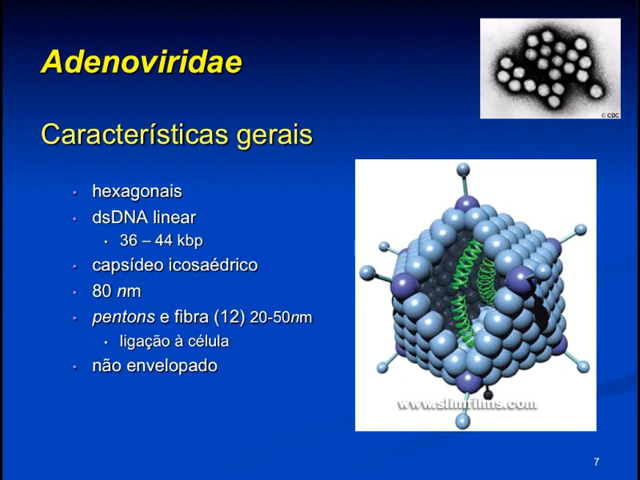 Adenoviridae
© CDC
Características gerais
• hexagonais
• dsDNA linear
• 36 – 44 kbp
• capsídeo icosaédrico
• 80 nm
• pentons e fibra (12) 20-50nm
• ligação à célula
• não envelopado
www.slimfilms.com
7